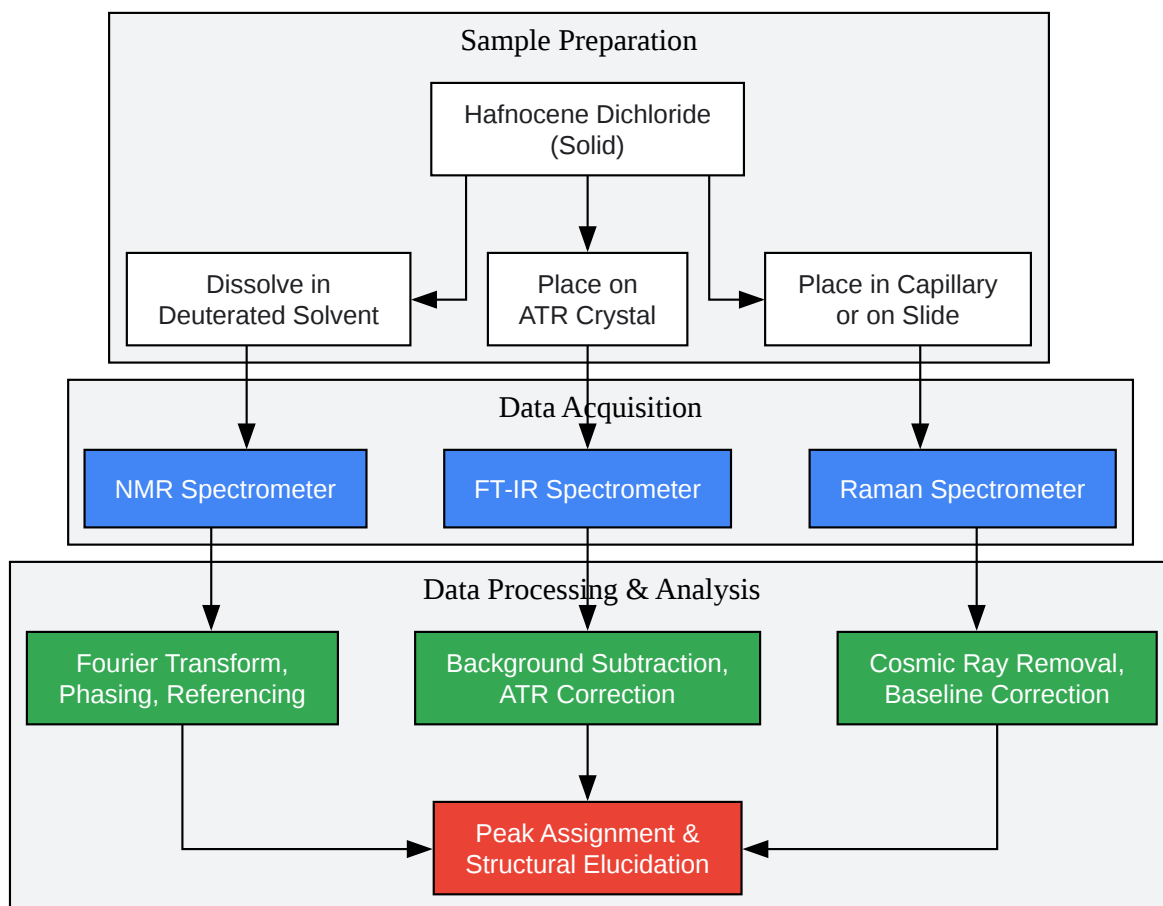 Sample Preparation
Hafnocene Dichloride
(Solid)
Dissolve in
Deuterated Solvent
Place on
ATR Crystal
Place in Capillary
or on Slide
Data Acquisition
NMR Spectrometer
FT-IR Spectrometer
Raman Spectrometer
Data Processing & Analysis
Fourier Transform,
Phasing, Referencing
Background Subtraction,
ATR Correction
Cosmic Ray Removal,
Baseline Correction
Peak Assignment &
Structural Elucidation